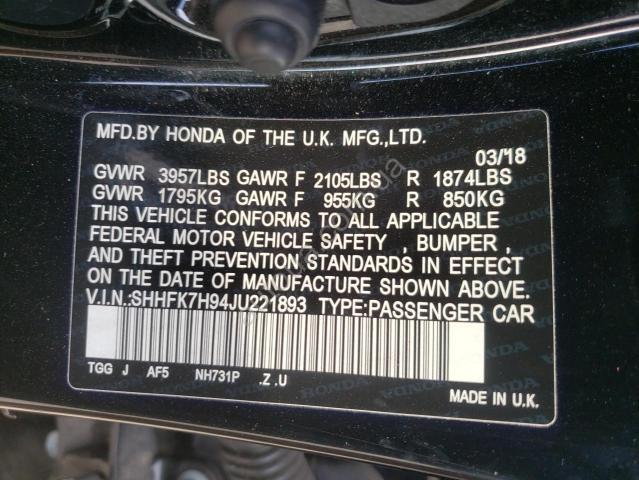 MFD.BY HONDA OF THE U.K. MFG.,LTD.
03/18
GVWR 3957LBS GAWR F 2105LBS R 1874LBS
GVWR 1795KG GAWR F 955KG R 850KG
THIS VEHICLE CONFORMS TO ALL APPLICABLE
FEDERAL MOTOR VEHICLE SAFETY , BUMPER ,
AND THEFT PREVENTION STANDARDS IN EFFECT
ON THE DATE OF MANUFACTURE SHOWN ABOVE.
V.I.N.:SHHFK7H94JU221893 TYPE:PASSENGER CAR
TGG J AF5 NH731P .Z .U
MADE IN U.K.